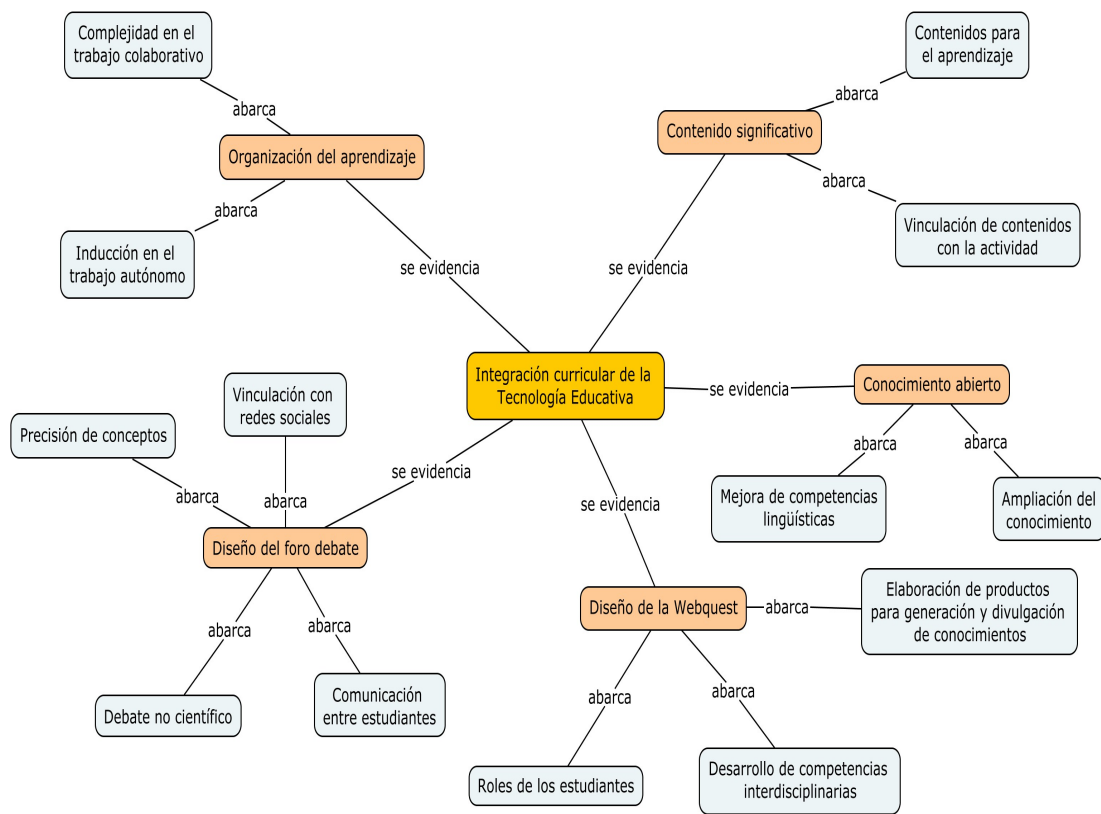 Complejidad en el
trabajo colaborativo
abarca
Organización del aprendizaje
abarca
Inducción en el
trabajo autónomo
se evidencia
Contenidos para
el aprendizaje
abarca
Contenido significativo
abarca
Vinculación de contenidos
con la actividad
se evidencia
Integración curricular de la
Tecnología Educativa
se evidencia
Conocimiento abierto
abarca
abarca
Mejora de competencias
lingüísticas
Ampliación del
conocimiento
Vinculación con
redes sociales
Precisión de conceptos
abarca
abarca
se evidencia
Diseño del foro debate
abarca
abarca
Debate no científico
Comunicación
entre estudiantes
se evidencia
Diseño de la Webquest
abarca
Elaboración de productos
para generación y divulgación
de conocimientos
abarca
abarca
Roles de los estudiantes
Desarrollo de competencias
interdisciplinarias